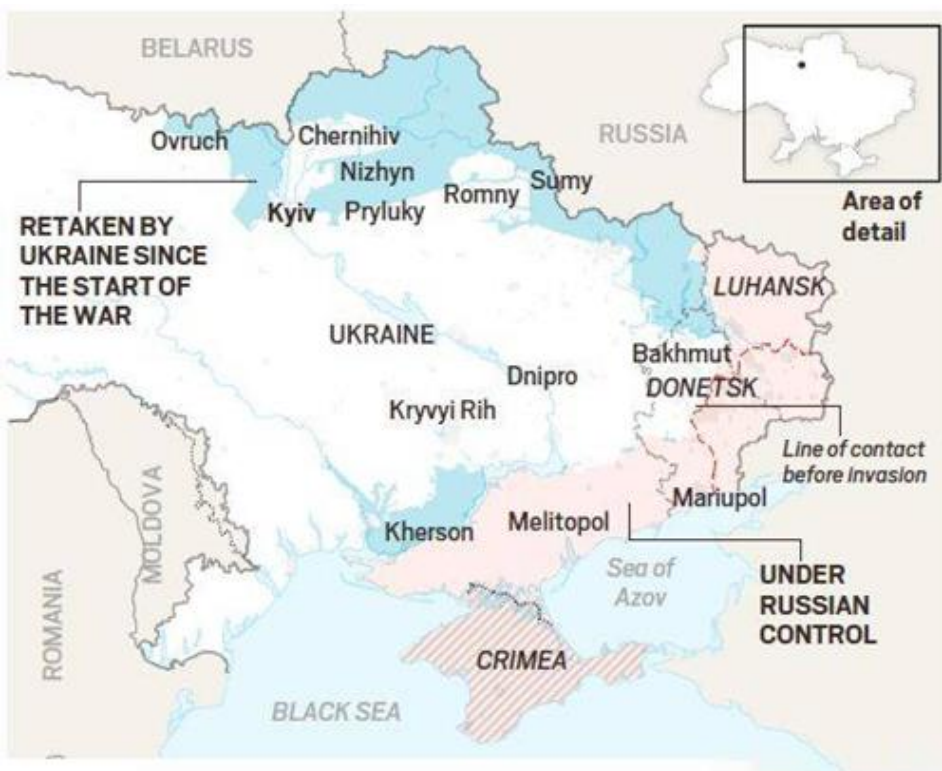 BELARUS
RUSSIA
Area of
detail
Ovruch
Chernihiv
Nizhyn
Romny
Sumy
Kyiv
Pryluky
RETAKEN BY
UKRAINE SINCE
THE START OF
THE WAR
LUHANSK
UKRAINE
Bakhmut
DONETSK
Dnipro
Kryvyi Rih
Line of contact
before invasion
MOLDOVA
Mariupol
Kherson
Melitopol
ROMANIA
Sea of
Azov
UNDER
RUSSIAN
CONTROL
CRIMEA
BLACK SEA